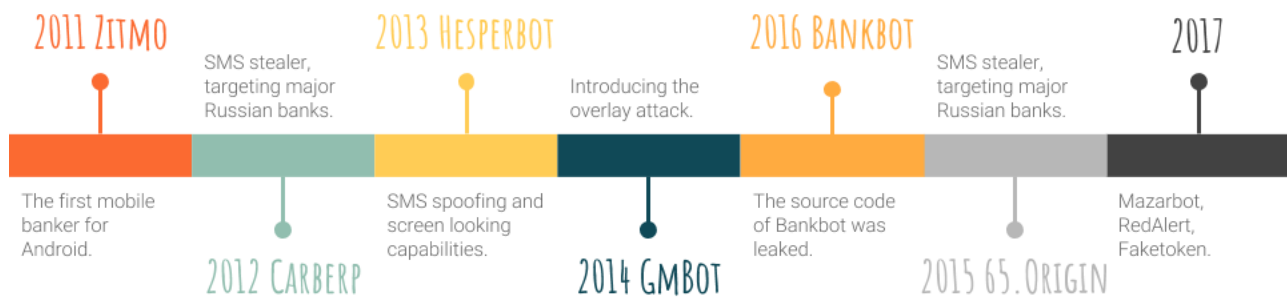 2011 ZITMO
The first mobile
banker for
Android.
SMS stealer,
targeting major
Russian banks.
2012 CARBERP
2013 HESPERBOT
SMS spoofing and
screen looking
capabilities.
Introducing the
overlay attack.
2014 GMBOT
2016 BANKBOT
The source code
of Bankbot was
leaked.
SMS stealer,
targeting major
Russian banks.
2015 65.ORIGIN
2017
Mazarbot,
RedAlert,
Faketoken.